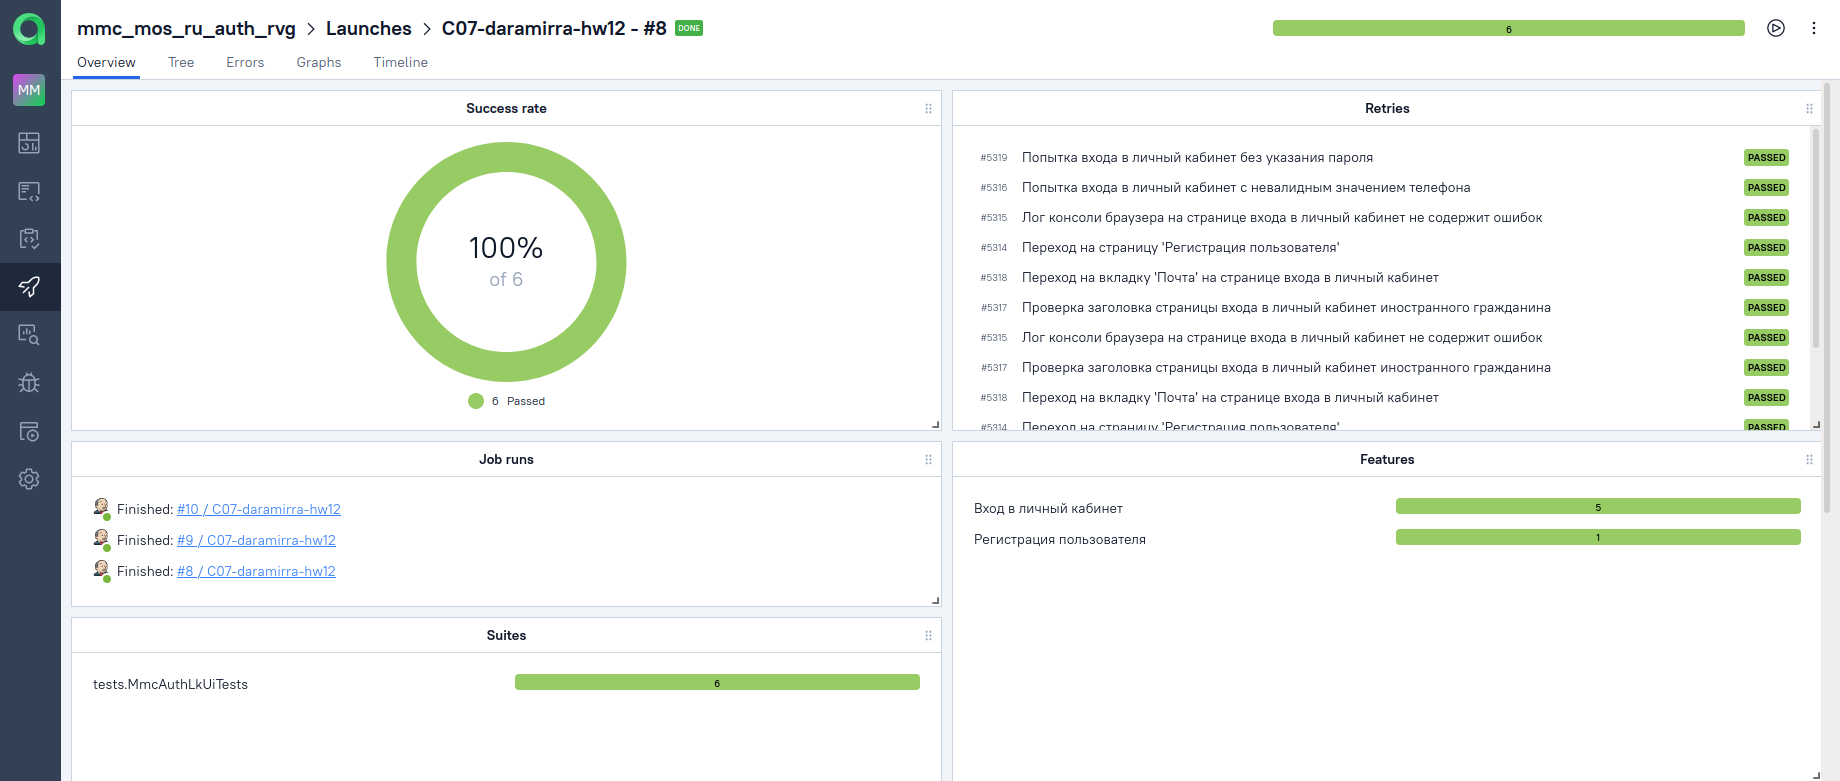 mmc_mos_ru_auth_rvg > Launches > C07-daramirra-hw12 - #8 DONE
6
Overview Tree Errors Graphs Timeline
MM
Success rate
100%
of 6
6 Passed
Retries
#5319 Попытка входа в личный кабинет без указания пароля PASSED
#5316 Попытка входа в личный кабинет с невалидным значением телефона PASSED
#5315 Лог консоли браузера на странице входа в личный кабинет не содержит ошибок PASSED
#5314 Переход на страницу 'Регистрация пользователя' PASSED
#5318 Переход на вкладку 'Почта' на странице входа в личный кабинет PASSED
#5317 Проверка заголовка страницы входа в личный кабинет иностранного гражданина PASSED
#5315 Лог консоли браузера на странице входа в личный кабинет не содержит ошибок PASSED
#5317 Проверка заголовка страницы входа в личный кабинет иностранного гражданина PASSED
#5318 Переход на вкладку 'Почта' на странице входа в личный кабинет PASSED
#5314 Переход на страницу 'Регистрация пользователя' PASSED
Job runs
Finished: #10 / C07-daramirra-hw12
Finished: #9 / C07-daramirra-hw12
Finished: #8 / C07-daramirra-hw12
Features
Вход в личный кабинет 5
Регистрация пользователя 1
Suites
tests.MmcAuthLkUiTests 6